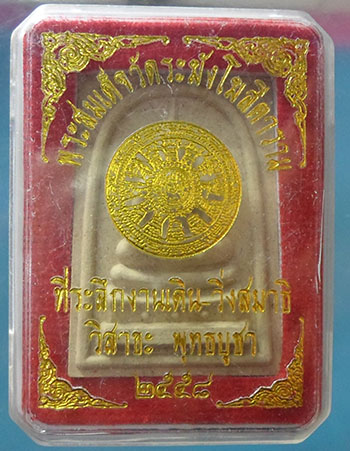 พระสมเด็จวัดระฆังโฆสิตาราม
ที่ระลึกงานเดิน-วิ่งสมาธิ
วิสาขะ พุทธบูชา
๒๕๕๘